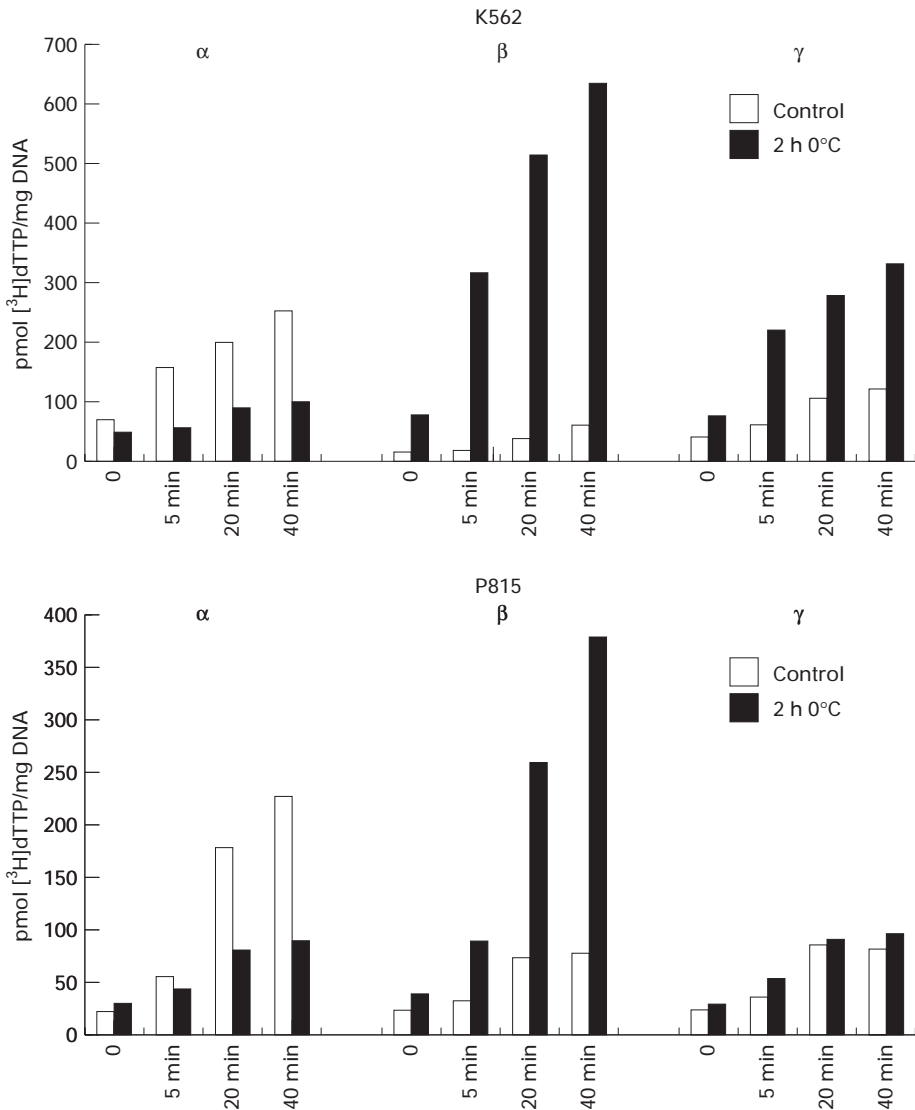 K562
α β γ
700
600
500
400
300
200
100
0
pmol [³H]dTTP/mg DNA
Control
2 h 0°C
0 5 min 20 min 40 min 0 5 min 20 min 40 min 0 5 min 20 min 40 min
P815
α β γ
400
350
300
250
200
150
100
50
0
pmol [³H]dTTP/mg DNA
Control
2 h 0°C
0 5 min 20 min 40 min 0 5 min 20 min 40 min 0 5 min 20 min 40 min